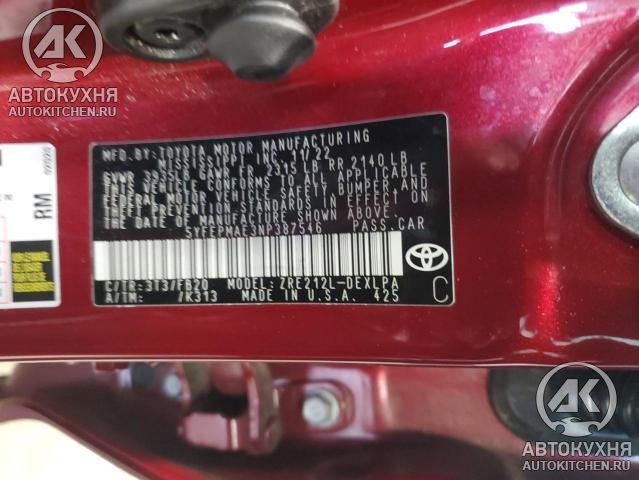 АК
АВТОКУХНЯ
AUTOKITCHEN.RU
RM
MFD.BY:TOYOTA MOTOR MANUFACTURING
MISSISSIPPI, INC. 11/22
GVWR 3935LB GAWR FR 2315 LB RR 2140 LB
THIS VEHICLE CONFORMS TO ALL APPLICABLE
FEDERAL MOTOR VEHICLE SAFETY, BUMPER, AND
THEFT PREVENTION STANDARDS IN EFFECT ON
THE DATE OF MANUFACTURE SHOWN ABOVE.
5YFEPMAE3NP387546 PASS.CAR
TOYOTA
C/TR: 3T3/FB20 MODEL: ZRE212L-DEXLPA
A/TM: /K313 MADE IN U.S.A. 425
C
АК
АВТОКУХНЯ
AUTOKITCHEN.RU